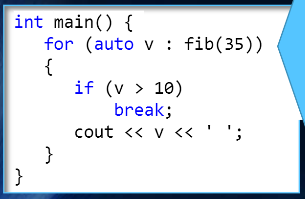 int main() {
for (auto v : fib(35))
{
if (v > 10)
break;
cout << v << ' ';
}
}